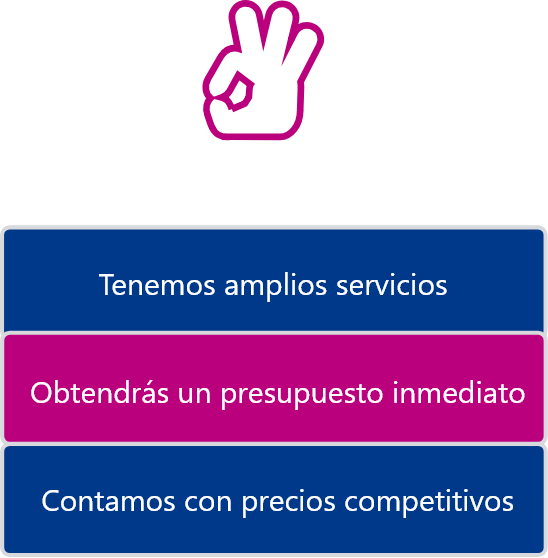 Tenemos amplios servicios
Obtendrás un presupuesto inmediato
Contamos con precios competitivos